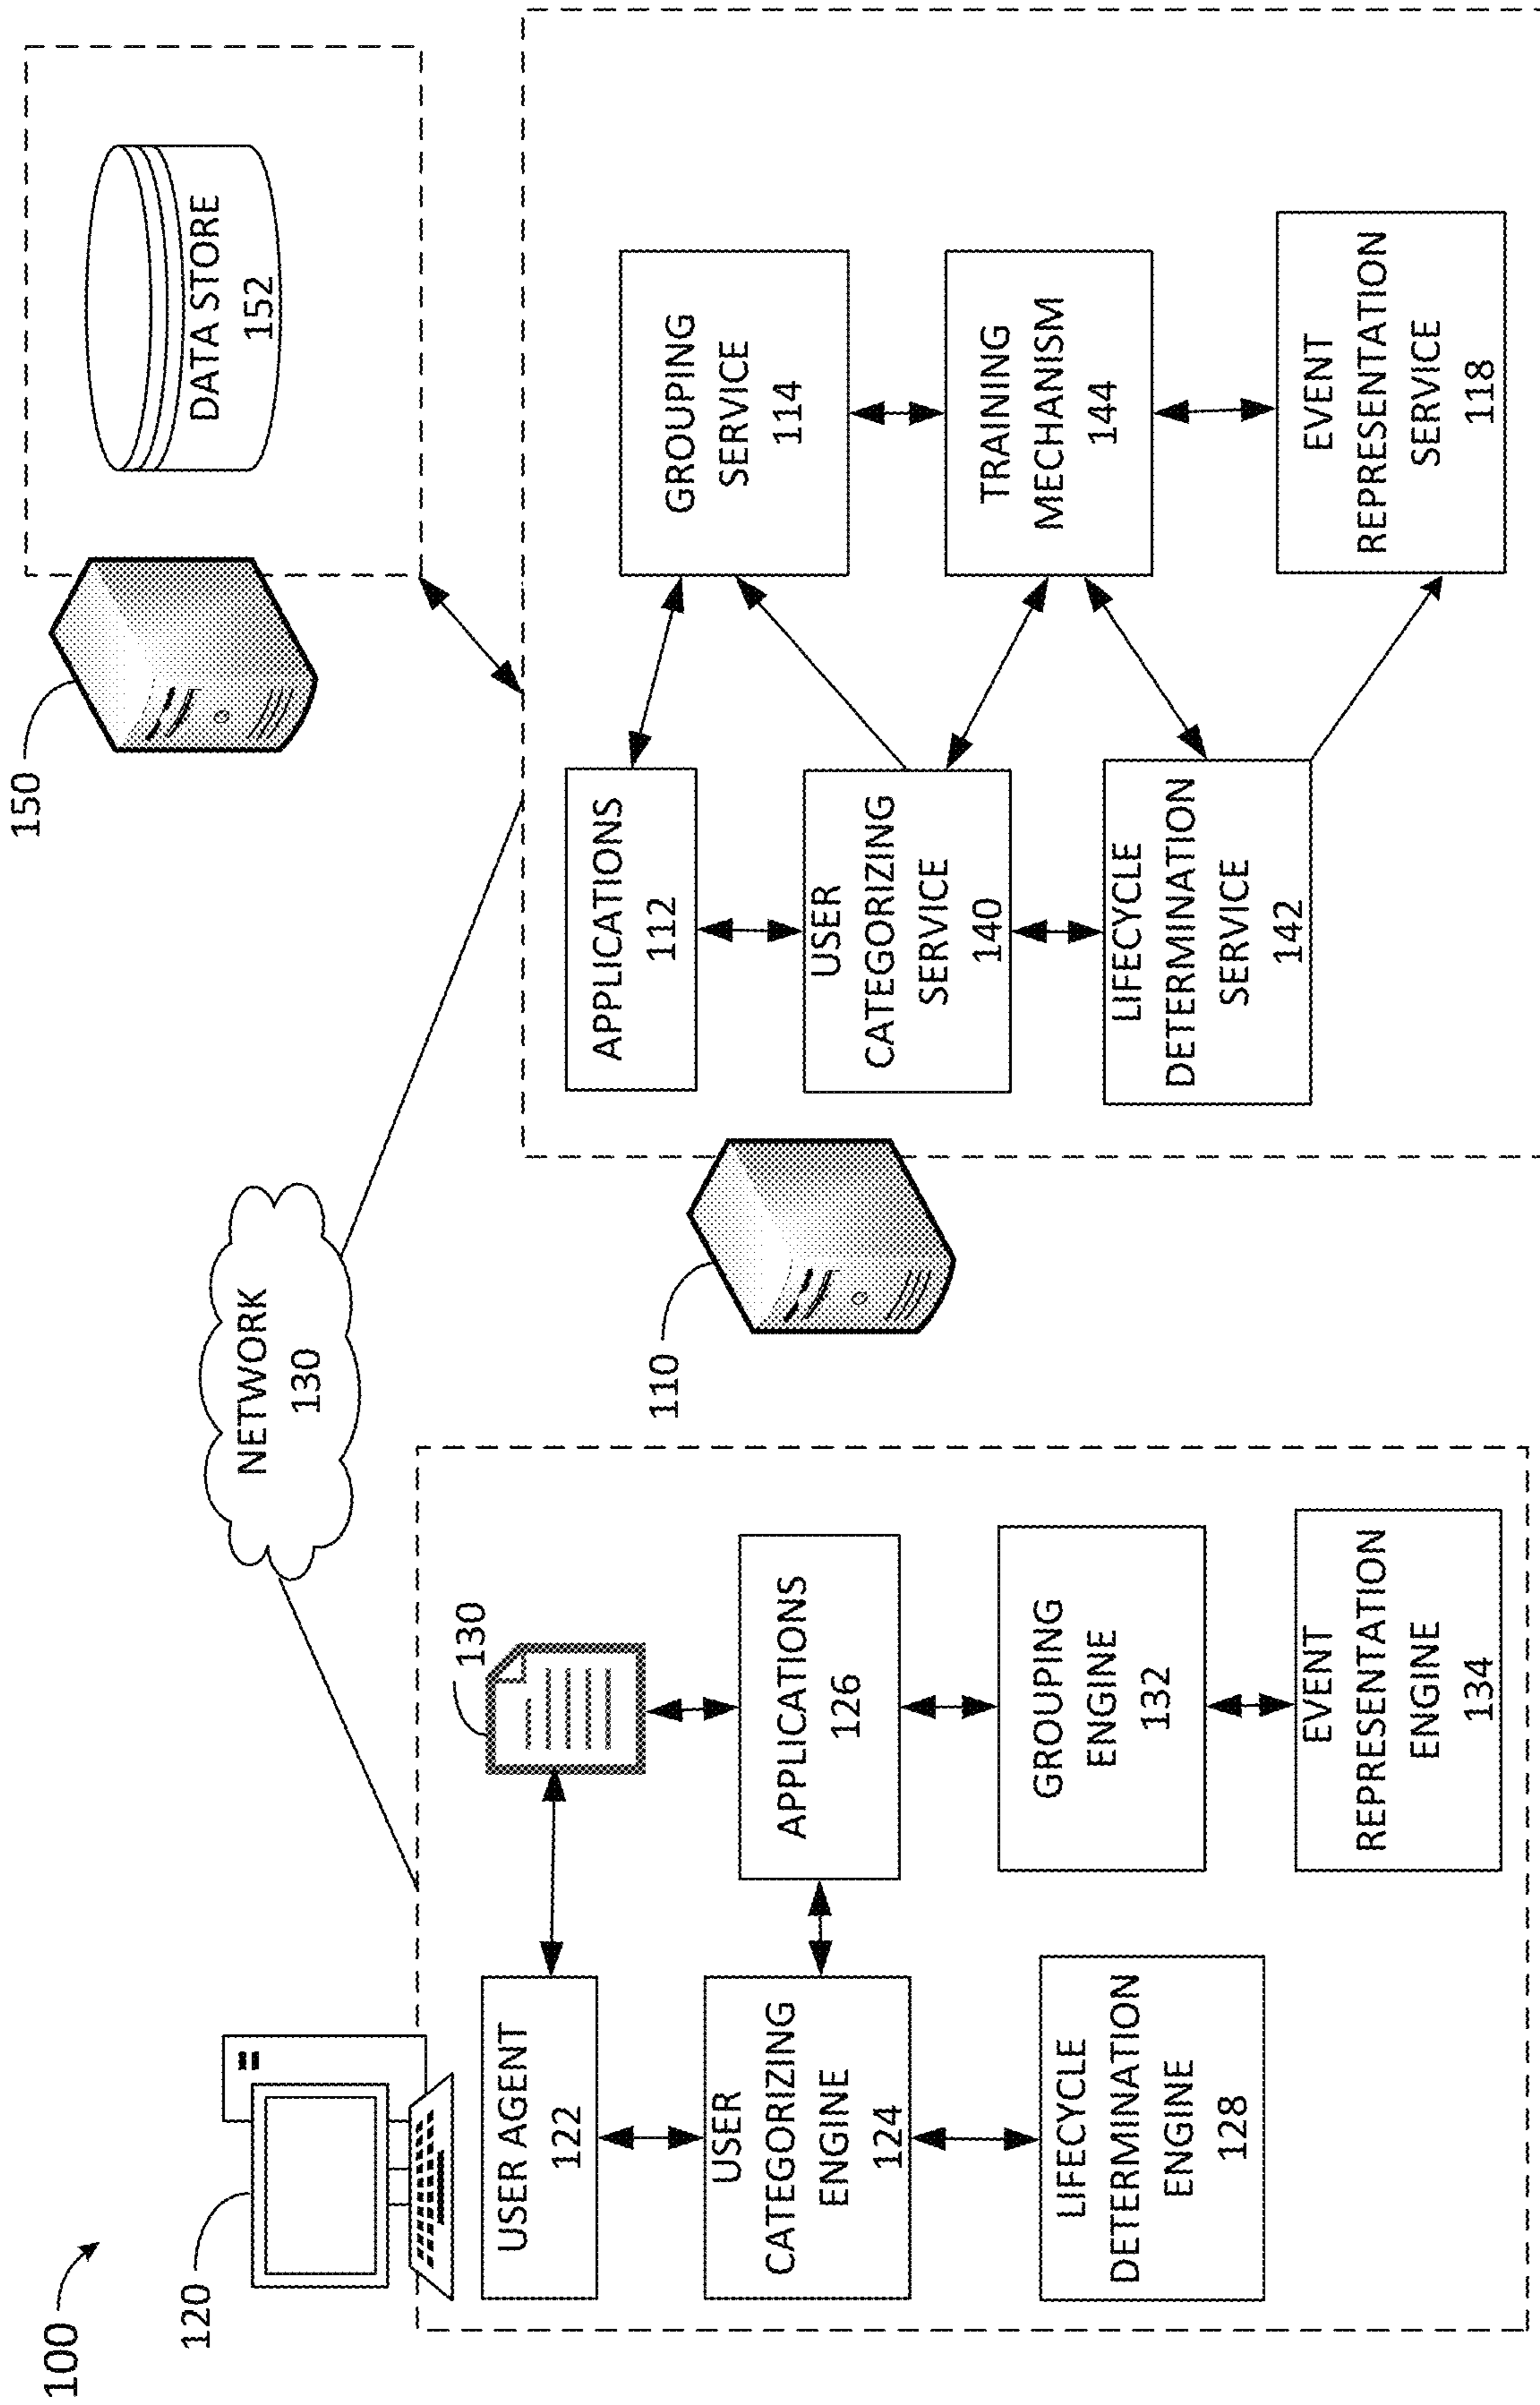 100
120
NETWORK
130
150
DATA STORE
152
USER AGENT
122
130
USER
CATEGORIZING
ENGINE
124
APPLICATIONS
126
LIFECYCLE
DETERMINATION
ENGINE
128
GROUPING
ENGINE
132
EVENT
REPRESENTATION
ENGINE
134
110
APPLICATIONS
112
GROUPING
SERVICE
114
USER
CATEGORIZING
SERVICE
140
TRAINING
MECHANISM
144
LIFECYCLE
DETERMINATION
SERVICE
142
EVENT
REPRESENTATION
SERVICE
118